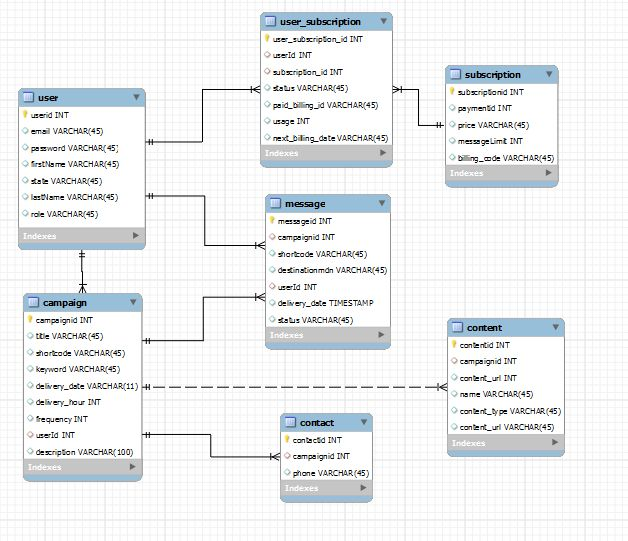 user_subscription
user_subscription_id INT
userId INT
subscription_id INT
status VARCHAR(45)
paid_billing_id VARCHAR(45)
usage INT
next_billing_date VARCHAR(45)
Indexes
subscription
subscriptionid INT
paymentId INT
price VARCHAR(45)
messageLimit INT
billing_code VARCHAR(45)
Indexes
user
userid INT
email VARCHAR(45)
password VARCHAR(45)
firstName VARCHAR(45)
state VARCHAR(45)
lastName VARCHAR(45)
role VARCHAR(45)
Indexes
message
messageid INT
campaignid INT
shortcode VARCHAR(45)
destinationmdn VARCHAR(45)
userId INT
delivery_date TIMESTAMP
status VARCHAR(45)
Indexes
campaign
campaignid INT
title VARCHAR(45)
shortcode VARCHAR(45)
keyword VARCHAR(45)
delivery_date VARCHAR(11)
delivery_hour INT
frequency INT
userId INT
description VARCHAR(100)
Indexes
content
contentid INT
campaignid INT
content_url INT
name VARCHAR(45)
content_type VARCHAR(45)
content_url VARCHAR(45)
Indexes
contact
contactid INT
campaignid INT
phone VARCHAR(45)
Indexes